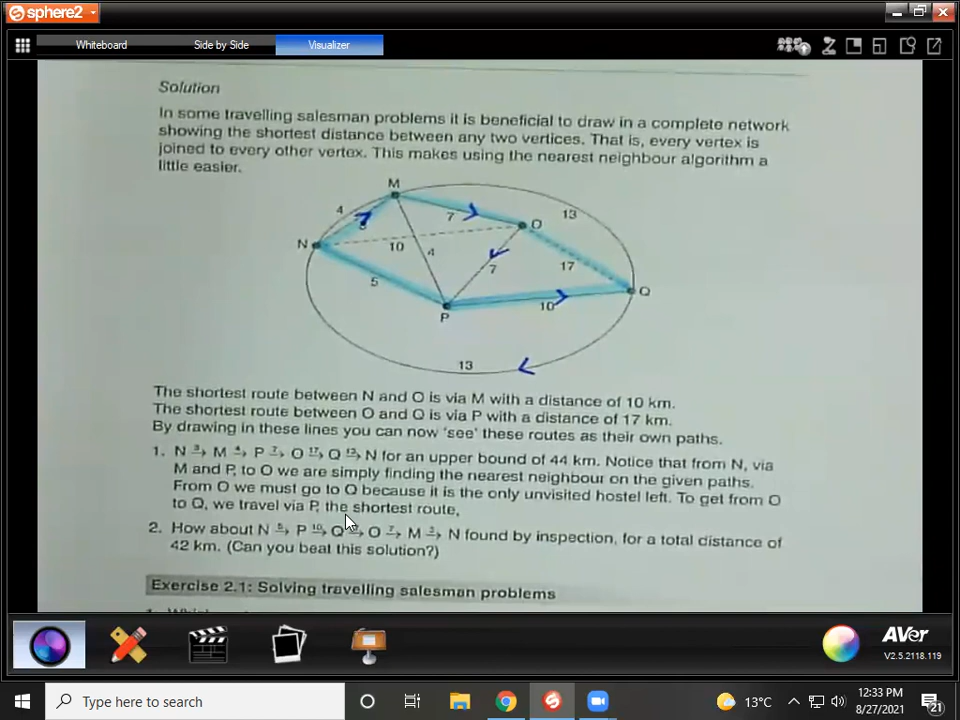 sphere2
Whiteboard
Side by Side
Visualizer
Solution
In some travelling salesman problems it is beneficial to draw in a complete network
showing the shortest distance between any two vertices. That is, every vertex is
joined to every other vertex. This makes using the nearest neighbour algorithm a
little easier.
M
4
7
13
O
N
10
4
7
17
5
Q
10
P
13
The shortest route between N and O is via M with a distance of 10 km.
The shortest route between O and Q is via P with a distance of 17 km.
By drawing in these lines you can now 'see' these routes as their own paths.
1. N 3→ M 4→ P 7→ O 17→ Q 13→ N for an upper bound of 44 km. Notice that from N, via
M and P, to O we are simply finding the nearest neighbour on the given paths.
From O we must go to Q because it is the only unvisited hostel left. To get from O
to Q, we travel via P, the shortest route,
2. How about N 5→ P 10→ Q → O 7→ M 3→ N found by inspection, for a total distance of
42 km. (Can you beat this solution?)
Exercise 2.1: Solving travelling salesman problems
AVer
V2.5.2118.119
Type here to search
13°C
12:33 PM
8/27/2021
21